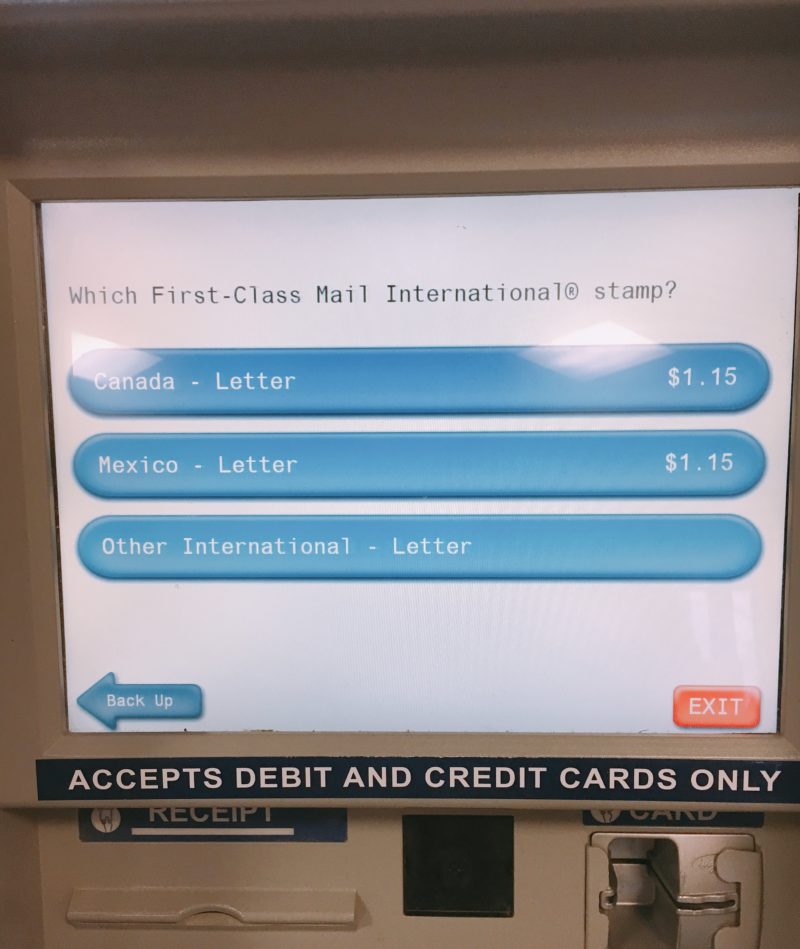 Which First-Class Mail International® stamp?
Canada - Letter $1.15
Mexico - Letter $1.15
Other International - Letter
Back Up EXIT
ACCEPTS DEBIT AND CREDIT CARDS ONLY
RECEIPT CARD